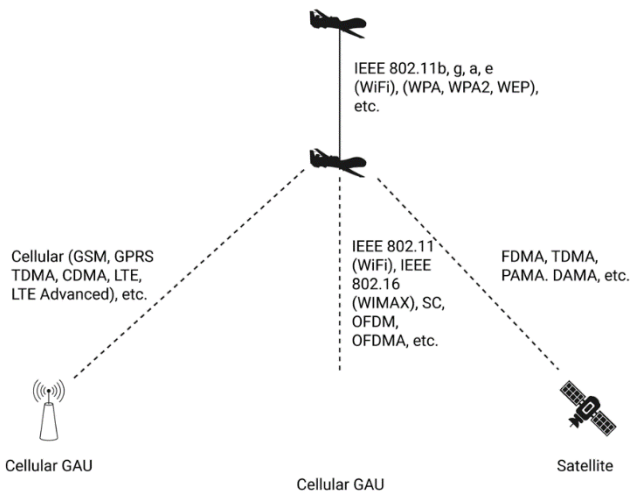 IEEE 802.11b, g, a, e
(WiFi), (WPA, WPA2, WEP),
etc.
Cellular (GSM, GPRS
TDMA, CDMA, LTE,
LTE Advanced), etc.
IEEE 802.11
(WiFi), IEEE
802.16
(WIMAX), SC,
OFDM,
OFDMA, etc.
FDMA, TDMA,
PAMA. DAMA, etc.
Cellular GAU
Cellular GAU
Satellite